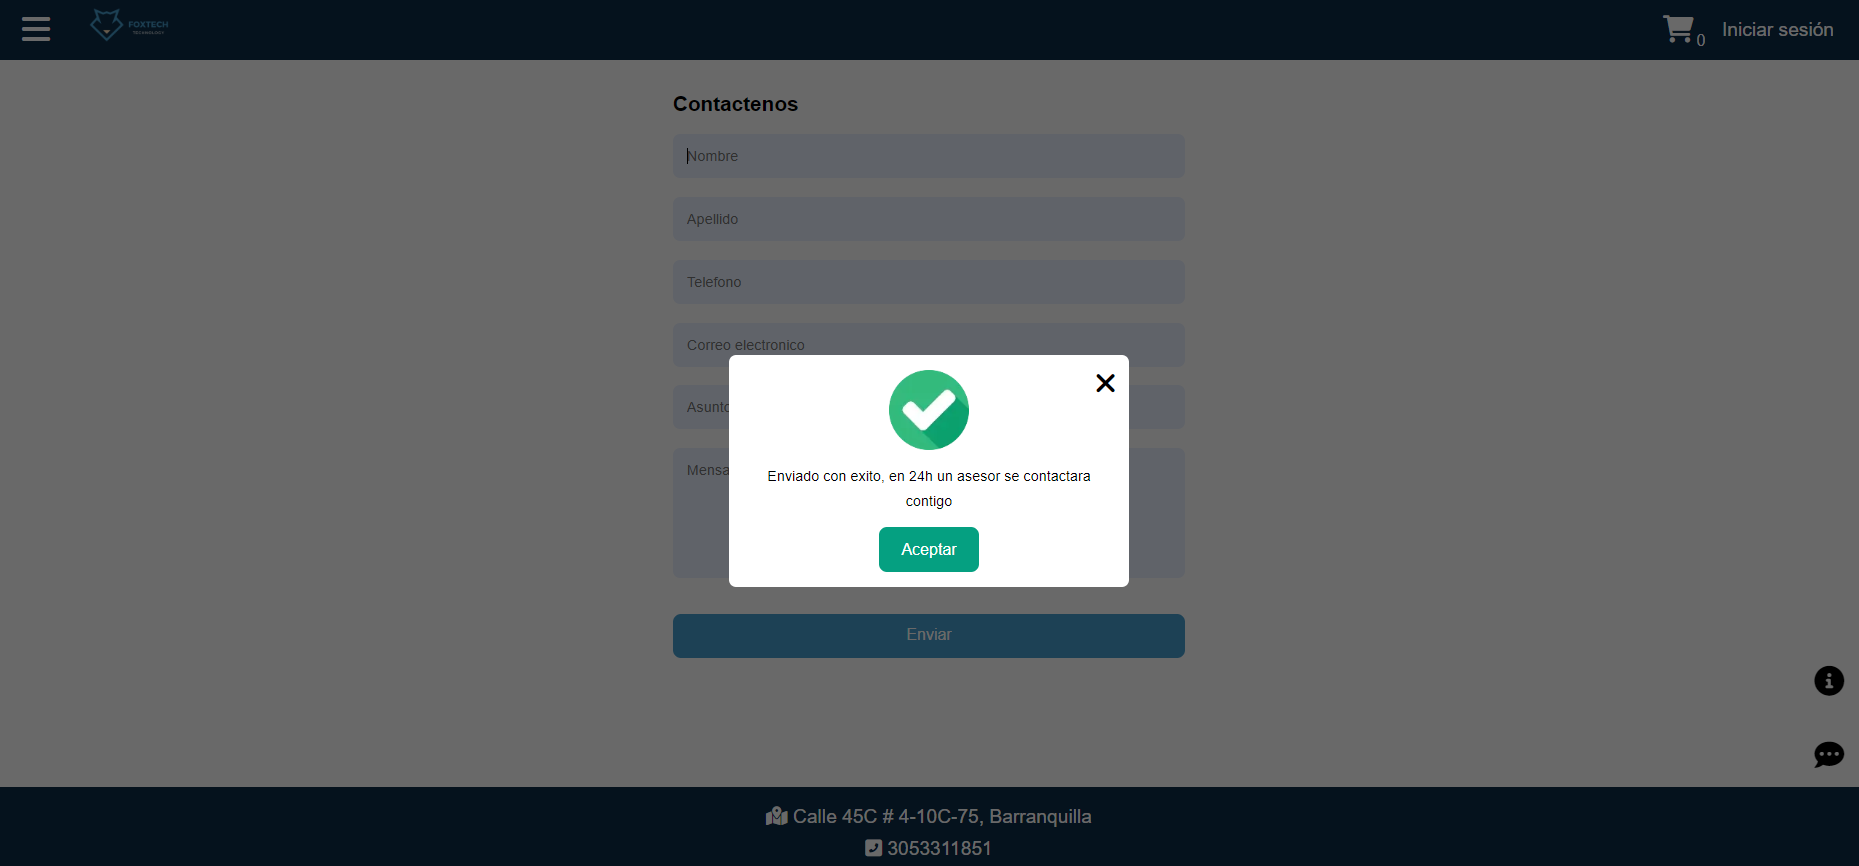 FOXTECH
TECHNOLOGY
0
Iniciar sesión
Contactenos
Nombre
Apellido
Telefono
Correo electronico
Asunto
Mensa
Enviado con exito, en 24h un asesor se contactara
contigo
Aceptar
Enviar
Calle 45C # 4-10C-75, Barranquilla
3053311851